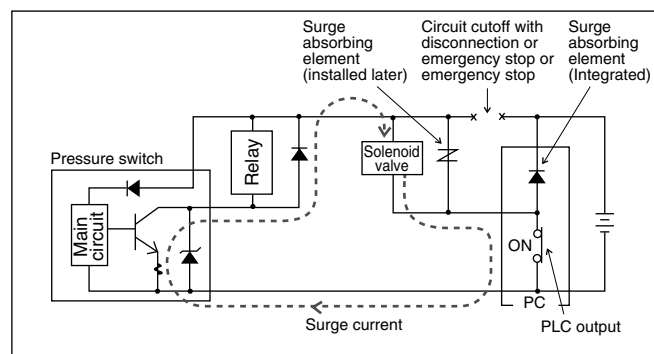 Surge
absorbing
element
(installed later)
Circuit cutoff with
disconnection or
emergency stop or
emergency stop
Surge
absorbing
element
(Integrated)
Pressure switch
Main
circuit
Relay
Solenoid
valve
ON
PC
Surge current
PLC output